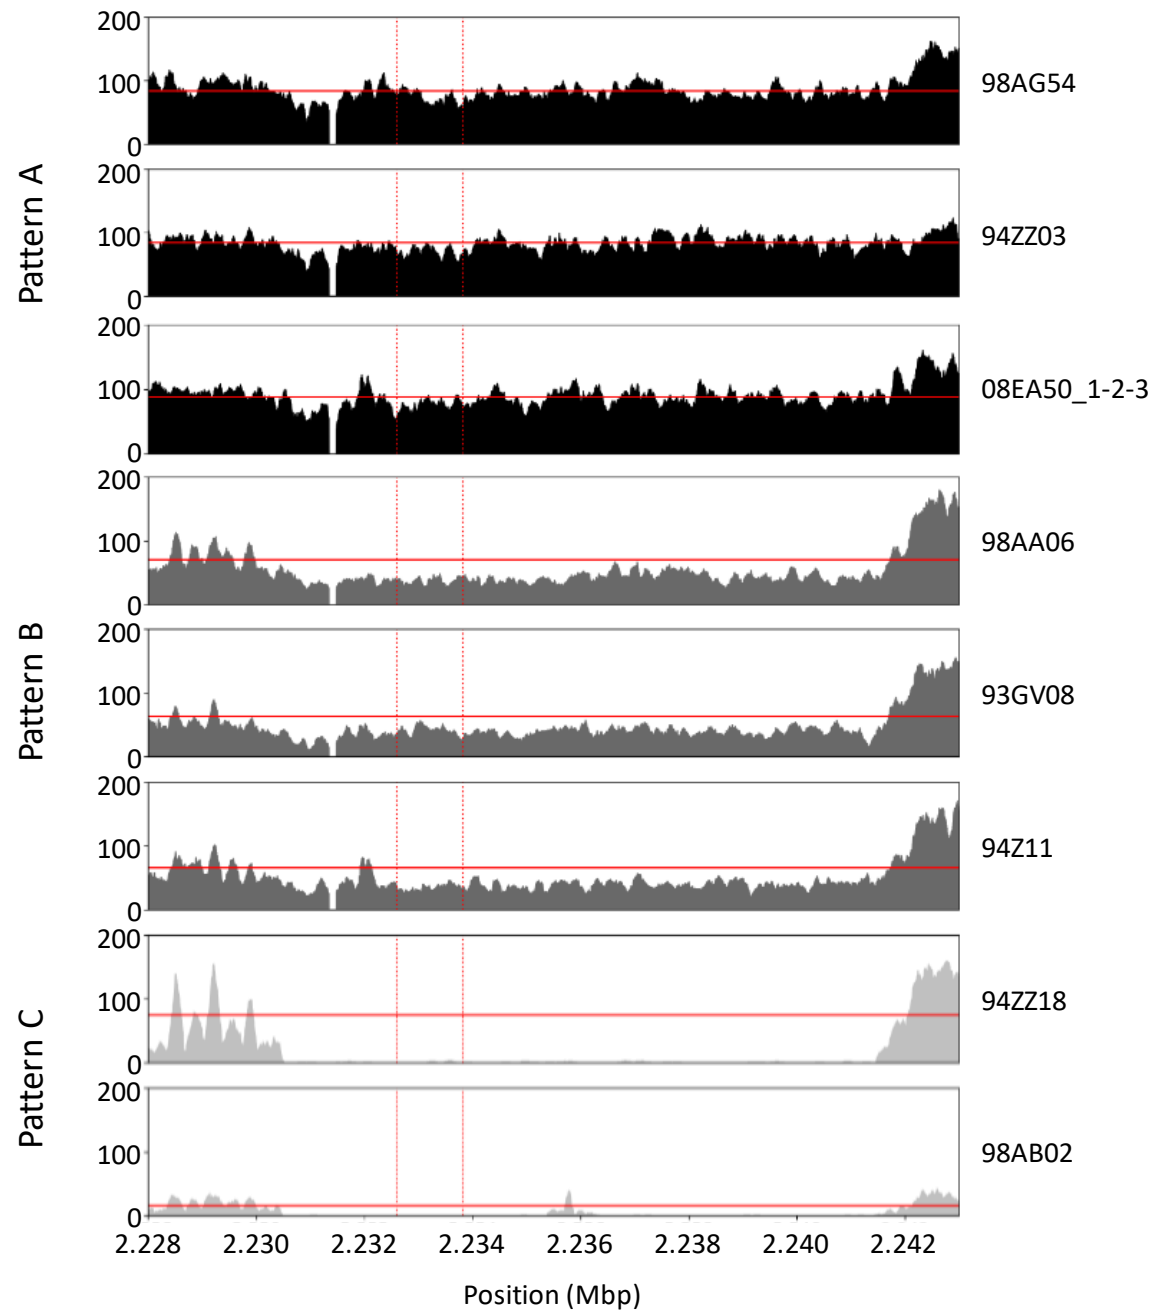 Pattern A
200
100
0
98AG54
200
100
0
94ZZ03
200
100
0
08EA50_1-2-3
Pattern B
200
100
0
98AA06
200
100
0
93GV08
200
100
0
94Z11
Pattern C
200
100
0
94ZZ18
200
100
0
98AB02
2.228 2.230 2.232 2.234 2.236 2.238 2.240 2.242
Position (Mbp)